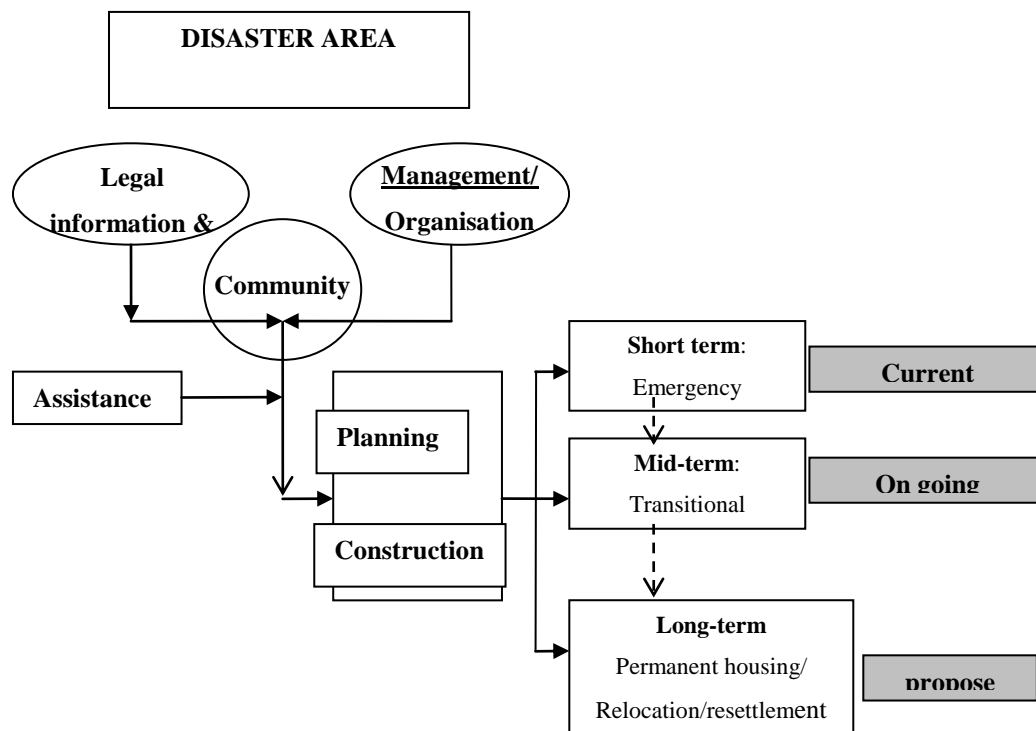 DISASTER AREA
Legal
information &
Management/
Organisation
Community
Assistance
Planning
Construction
Short term:
Emergency
Current
Mid-term:
Transitional
On going
Long-term
Permanent housing/
Relocation/resettlement
propose